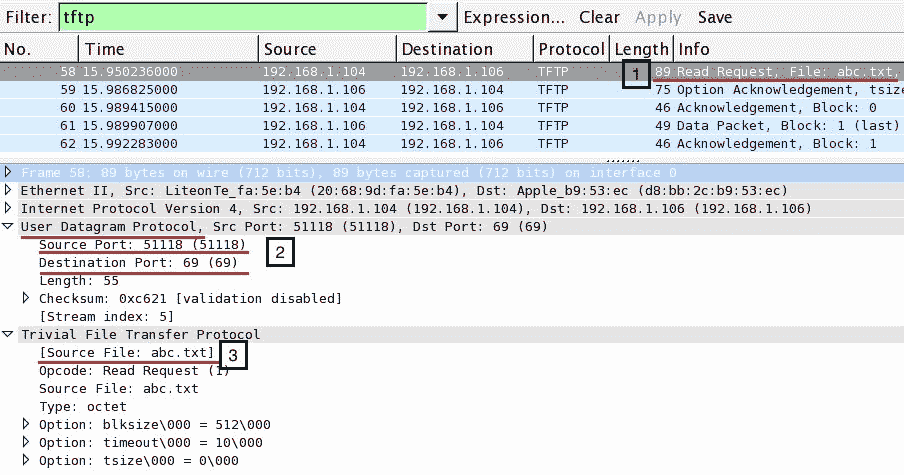 Filter: tftp Expression... Clear Apply Save
No. Time Source Destination Protocol Length Info
58 15.950236000 192.168.1.104 192.168.1.106 TFTP 1 89 Read Request, File: abc.txt,
59 15.986825000 192.168.1.106 192.168.1.104 TFTP 75 Option Acknowledgement, tsize
60 15.989415000 192.168.1.104 192.168.1.106 TFTP 46 Acknowledgement, Block: 0
61 15.989907000 192.168.1.106 192.168.1.104 TFTP 49 Data Packet, Block: 1 (last)
62 15.992283000 192.168.1.104 192.168.1.106 TFTP 46 Acknowledgement, Block: 1
Frame 58: 89 bytes on wire (712 bits), 89 bytes captured (712 bits) on interface 0
Ethernet II, Src: LiteonTe_fa:5e:b4 (20:68:9d:fa:5e:b4), Dst: Apple_b9:53:ec (d8:bb:2c:b9:53:ec)
Internet Protocol Version 4, Src: 192.168.1.104 (192.168.1.104), Dst: 192.168.1.106 (192.168.1.106)
User Datagram Protocol, Src Port: 51118 (51118), Dst Port: 69 (69)
Source Port: 51118 (51118)
2
Destination Port: 69 (69)
Length: 55
Checksum: 0xc621 [validation disabled]
[Stream index: 5]
Trivial File Transfer Protocol
[Source File: abc.txt] 3
Opcode: Read Request (1)
Source File: abc.txt
Type: octet
Option: blksize\000 = 512\000
Option: timeout\000 = 10\000
Option: tsize\000 = 0\000